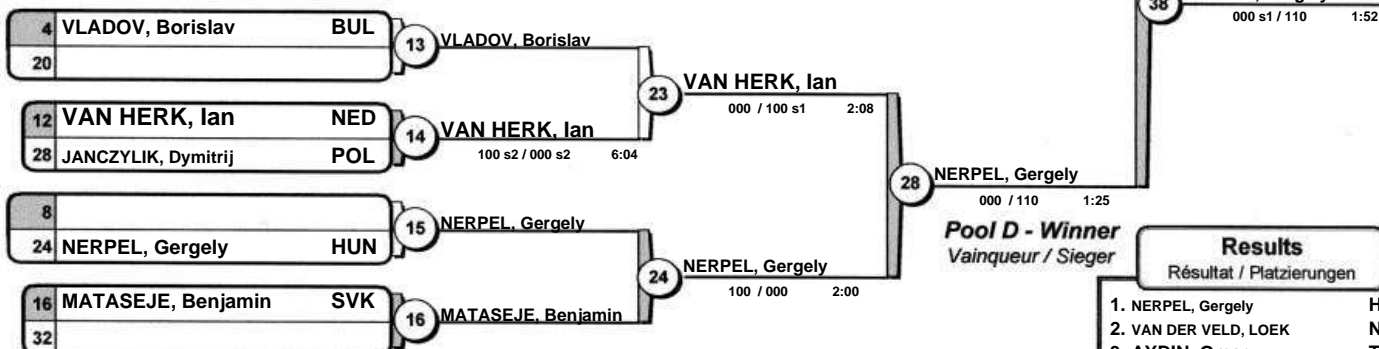 38
000 s1 / 110 1:52
4 VLADOV, Borislav BUL
20
13 VLADOV, Borislav
12 VAN HERK, Ian NED
28 JANCZYLIK, Dymitrij POL
14 VAN HERK, Ian
100 s2 / 000 s2 6:04
23 VAN HERK, Ian
000 / 100 s1 2:08
8
24 NERPEL, Gergely HUN
15 NERPEL, Gergely
16 MATASEJE, Benjamin SVK
32
16 MATASEJE, Benjamin
24 NERPEL, Gergely
100 / 000 2:00
28 NERPEL, Gergely
000 / 110 1:25
Pool D - Winner
Vainqueur / Sieger
Results
Résultat / Platzierungen
1. NERPEL, Gergely H
2. VAN DER VELD, LOEK N